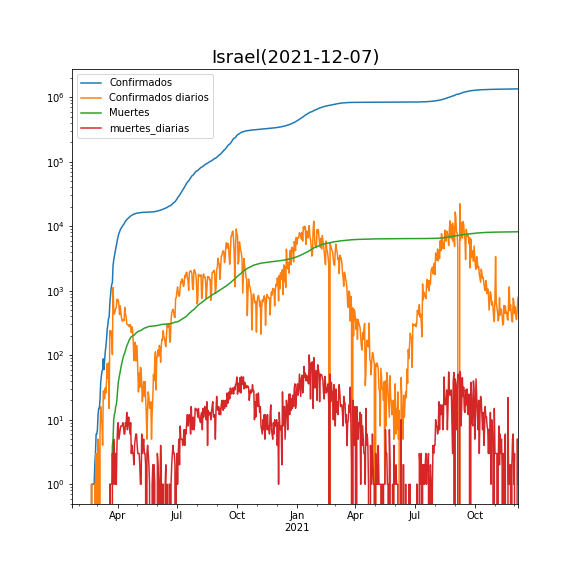 Israel(2021-12-07)
Confirmados
Confirmados diarios
Muertes
muertes_diarias
10⁶
10⁵
10⁴
10³
10²
10¹
10⁰
Apr Jul Oct Jan Apr Jul Oct
2021